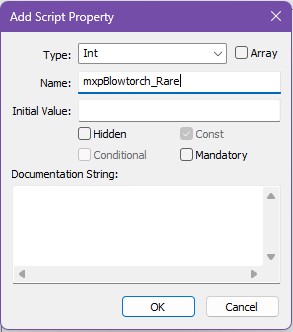 Add Script Property
Type: Int Array
Name: mxpBlowtorch_Rare
Initial Value:
Hidden Const
Conditional Mandatory
Documentation String:
OK Cancel